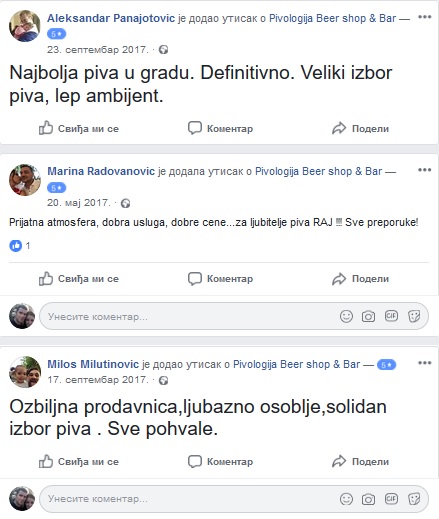 Aleksandar Panajotovic је додао утисак о Pivologija Beer shop & Bar —
5★
23. септембар 2017. ·
Najbolja piva u gradu. Definitivno. Veliki izbor
piva, lep ambijent.
Свиђа ми се Коментар Подели
Marina Radovanovic је додала утисак о Pivologija Beer shop & Bar —
5★
20. мај 2017. ·
Prijatna atmosfera, dobra usluga, dobre cene...za ljubitelje piva RAJ !!! Sve preporuke!
1
Свиђа ми се Коментар Подели
Унесите коментар... GIF
Milos Milutinovic је додао утисак о Pivologija Beer shop & Bar — 5★
17. септембар 2017. ·
Ozbiljna prodavnica,ljubazno osoblje,solidan
izbor piva . Sve pohvale.
Свиђа ми се Коментар Подели
Унесите коментар... GIF